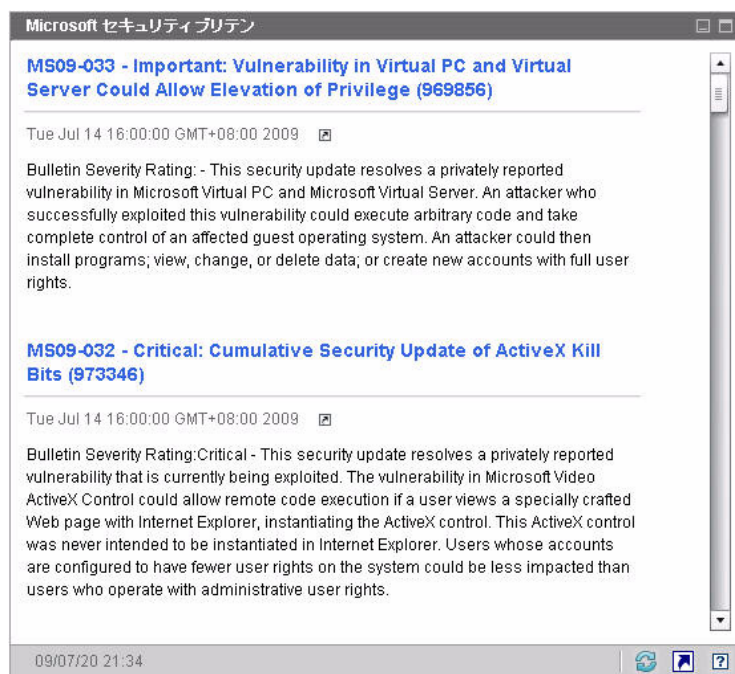 Microsoft セキュリティブリテン
MS09-033 - Important: Vulnerability in Virtual PC and Virtual
Server Could Allow Elevation of Privilege (969856)
Tue Jul 14 16:00:00 GMT+08:00 2009
Bulletin Severity Rating: - This security update resolves a privately reported
vulnerability in Microsoft Virtual PC and Microsoft Virtual Server. An attacker who
successfully exploited this vulnerability could execute arbitrary code and take
complete control of an affected guest operating system. An attacker could then
install programs; view, change, or delete data; or create new accounts with full user
rights.
MS09-032 - Critical: Cumulative Security Update of ActiveX Kill
Bits (973346)
Tue Jul 14 16:00:00 GMT+08:00 2009
Bulletin Severity Rating:Critical - This security update resolves a privately reported
vulnerability that is currently being exploited. The vulnerability in Microsoft Video
ActiveX Control could allow remote code execution if a user views a specially crafted
Web page with Internet Explorer, instantiating the ActiveX control. This ActiveX control
was never intended to be instantiated in Internet Explorer. Users whose accounts
are configured to have fewer user rights on the system could be less impacted than
users who operate with administrative user rights.
09/07/20 21:34